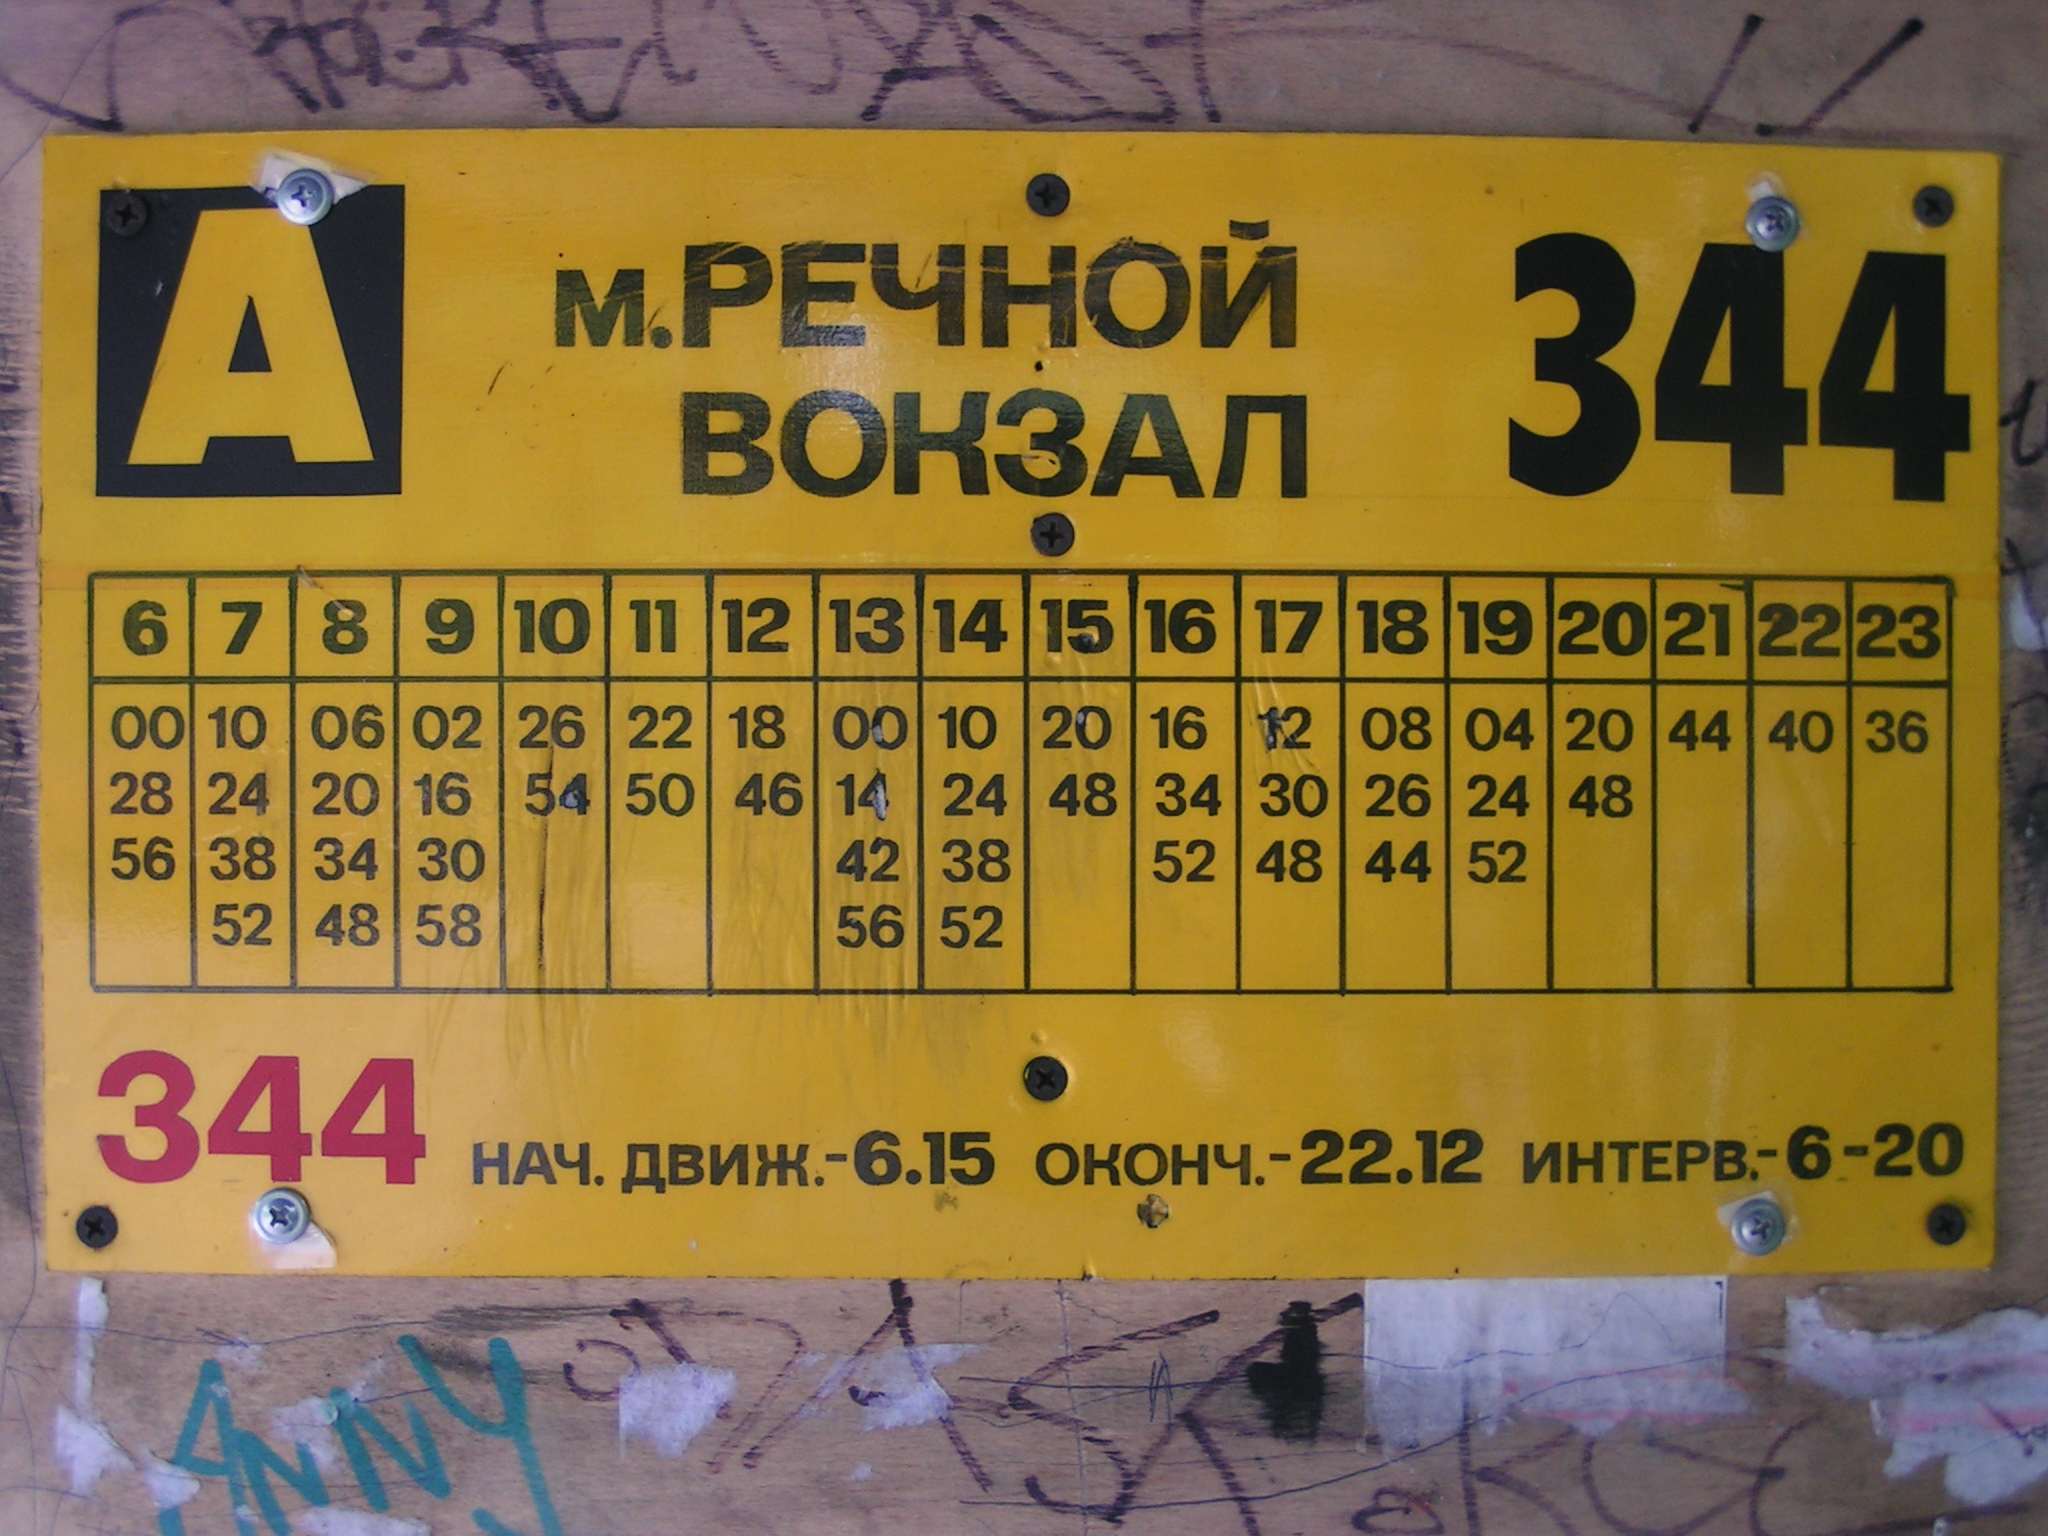 А м.РЕЧНОЙ 344
ВОКЗАЛ
6 7 8 9 10 11 12 13 14 15 16 17 18 19 20 21 22 23
00 10 06 02 26 22 18 00 10 20 16 12 08 04 20 44 40 36
28 24 20 16 54 50 46 14 24 48 34 30 26 24 48
56 38 34 30 42 38 52 48 44 52
52 48 58 56 52
344 НАЧ. ДВИЖ.-6.15 ОКОНЧ.-22.12 ИНТЕРВ.-6-20
ANNY